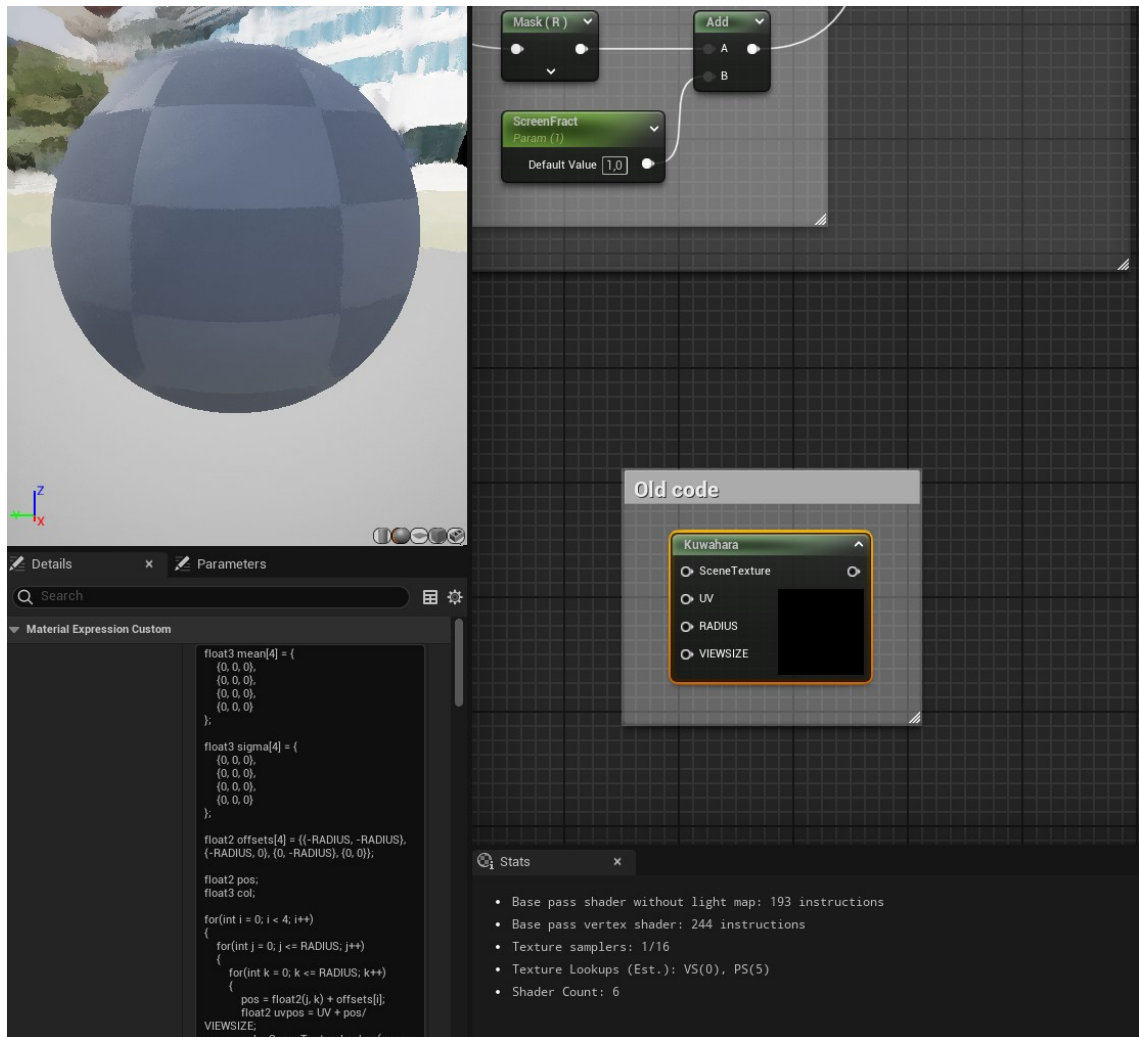 Mask ( R )
Add
A
B
ScreenFract
Param (1)
Default Value 1,0
Z
Y
X
Old code
Kuwahara
SceneTexture
UV
RADIUS
VIEWSIZE
Details
Parameters
Search
Material Expression Custom
float3 mean[4] = {
{0, 0, 0},
{0, 0, 0},
{0, 0, 0},
{0, 0, 0}
};
float3 sigma[4] = {
{0, 0, 0},
{0, 0, 0},
{0, 0, 0},
{0, 0, 0}
};
float2 offsets[4] = {{-RADIUS, -RADIUS},
{-RADIUS, 0}, {0, -RADIUS}, {0, 0}};
float2 pos;
float3 col;
for(int i = 0; i < 4; i++)
{
for(int j = 0; j <= RADIUS; j++)
{
for(int k = 0; k <= RADIUS; k++)
{
pos = float2(j, k) + offsets[i];
float2 uvpos = UV + pos/
VIEWSIZE;
Stats
• Base pass shader without light map: 193 instructions
• Base pass vertex shader: 244 instructions
• Texture samplers: 1/16
• Texture Lookups (Est.): VS(0), PS(5)
• Shader Count: 6